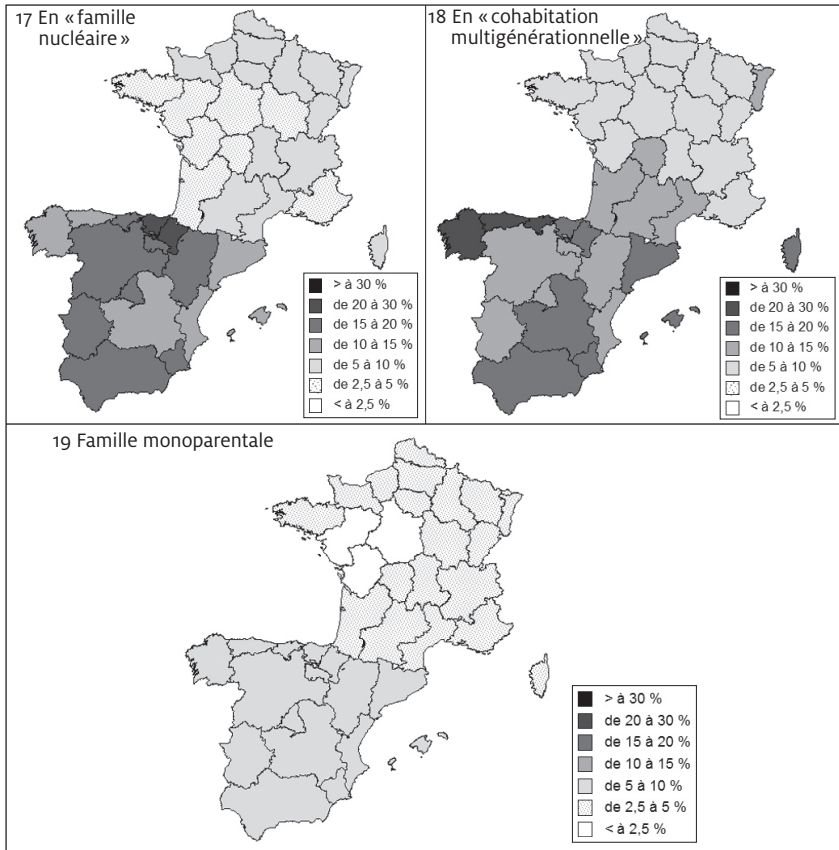 17 En « famille
nucléaire »
> à 30 %
de 20 à 30 %
de 15 à 20 %
de 10 à 15 %
de 5 à 10 %
de 2,5 à 5 %
< à 2,5 %
18 En « cohabitation
multigénérationnelle »
> à 30 %
de 20 à 30 %
de 15 à 20 %
de 10 à 15 %
de 5 à 10 %
de 2,5 à 5 %
< à 2,5 %
19 Famille monoparentale
> à 30 %
de 20 à 30 %
de 15 à 20 %
de 10 à 15 %
de 5 à 10 %
de 2,5 à 5 %
< à 2,5 %